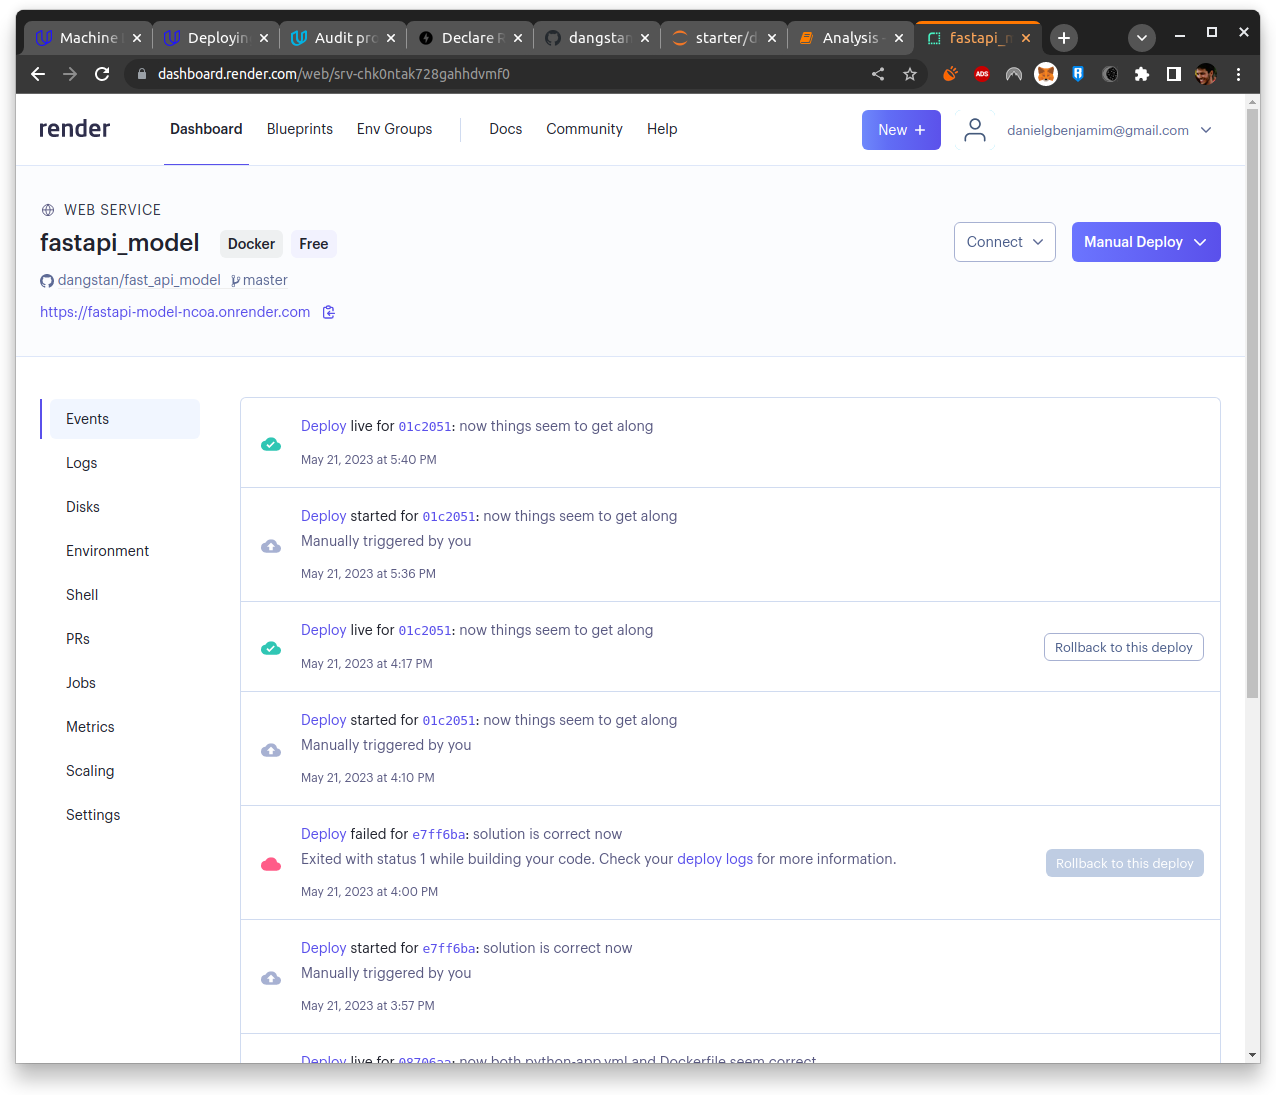 Machine
Deployin
Audit pro
Declare R
dangstan
starter/d
Analysis
fastapi_m
dashboard.render.com/web/srv-chk0ntak728gahhdvmf0
ADS
render
Dashboard
Blueprints
Env Groups
Docs
Community
Help
New +
danielgbenjamim@gmail.com
WEB SERVICE
fastapi_model
Docker
Free
Connect
Manual Deploy
dangstan/fast_api_model
master
https://fastapi-model-ncoa.onrender.com
Events
Logs
Disks
Environment
Shell
PRs
Jobs
Metrics
Scaling
Settings
Deploy live for 01c2051: now things seem to get along
May 21, 2023 at 5:40 PM
Deploy started for 01c2051: now things seem to get along
Manually triggered by you
May 21, 2023 at 5:36 PM
Deploy live for 01c2051: now things seem to get along
May 21, 2023 at 4:17 PM
Rollback to this deploy
Deploy started for 01c2051: now things seem to get along
Manually triggered by you
May 21, 2023 at 4:10 PM
Deploy failed for e7ff6ba: solution is correct now
Exited with status 1 while building your code. Check your deploy logs for more information.
May 21, 2023 at 4:00 PM
Rollback to this deploy
Deploy started for e7ff6ba: solution is correct now
Manually triggered by you
May 21, 2023 at 3:57 PM
Deploy live for 08706aa: now both python-app.yml and Dockerfile seem correct